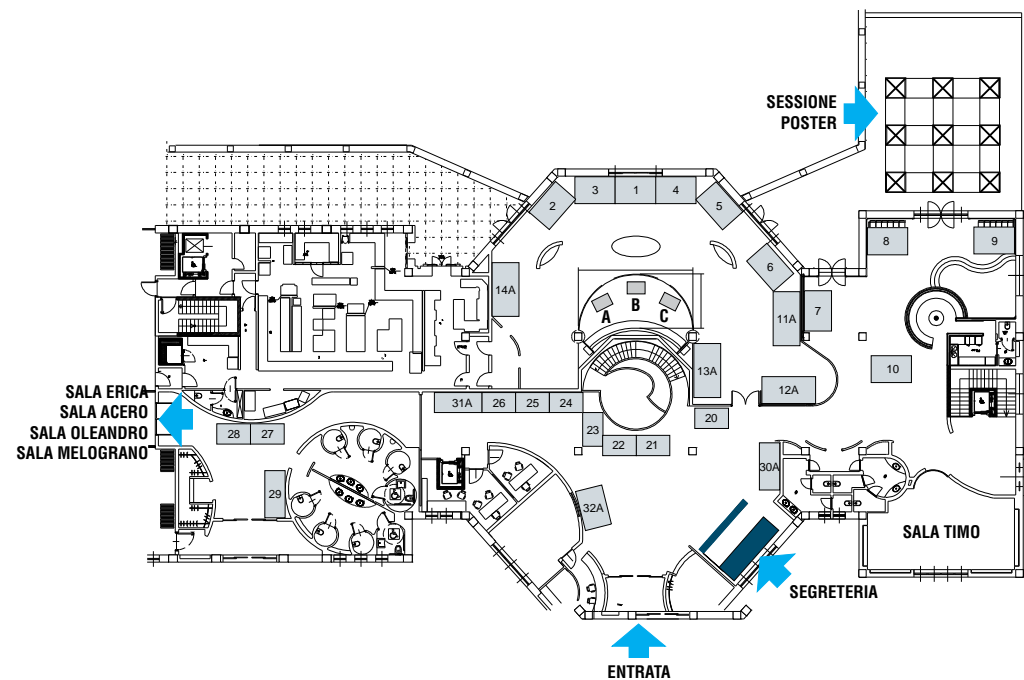 SESSIONE
POSTER
3
1
4
2
5
8
9
6
14A
11A
7
A
B
C
13A
10
12A
SALA ERICA
SALA ACERO
SALA OLEANDRO
SALA MELOGRANO
31A
26
25
24
20
28
27
23
22
21
29
30A
32A
SALA TIMO
SEGRETERIA
ENTRATA